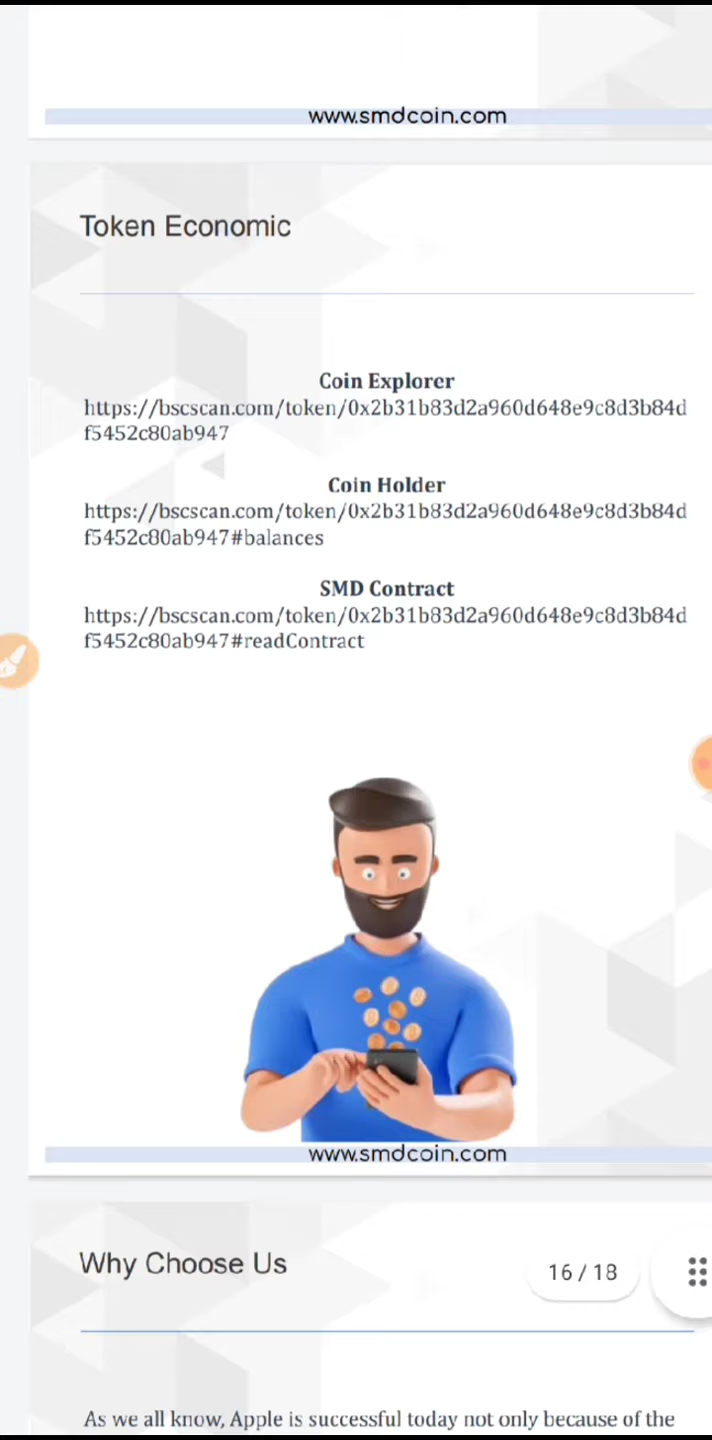 www.smdcoin.com
Token Economic
Coin Explorer
https://bscscan.com/token/0x2b31b83d2a960d648e9c8d3b84d
f5452c80ab947
Coin Holder
https://bscscan.com/token/0x2b31b83d2a960d648e9c8d3b84d
f5452c80ab947#balances
SMD Contract
https://bscscan.com/token/0x2b31b83d2a960d648e9c8d3b84d
f5452c80ab947#readContract
www.smdcoin.com
Why Choose Us
16 / 18
As we all know, Apple is successful today not only because of the